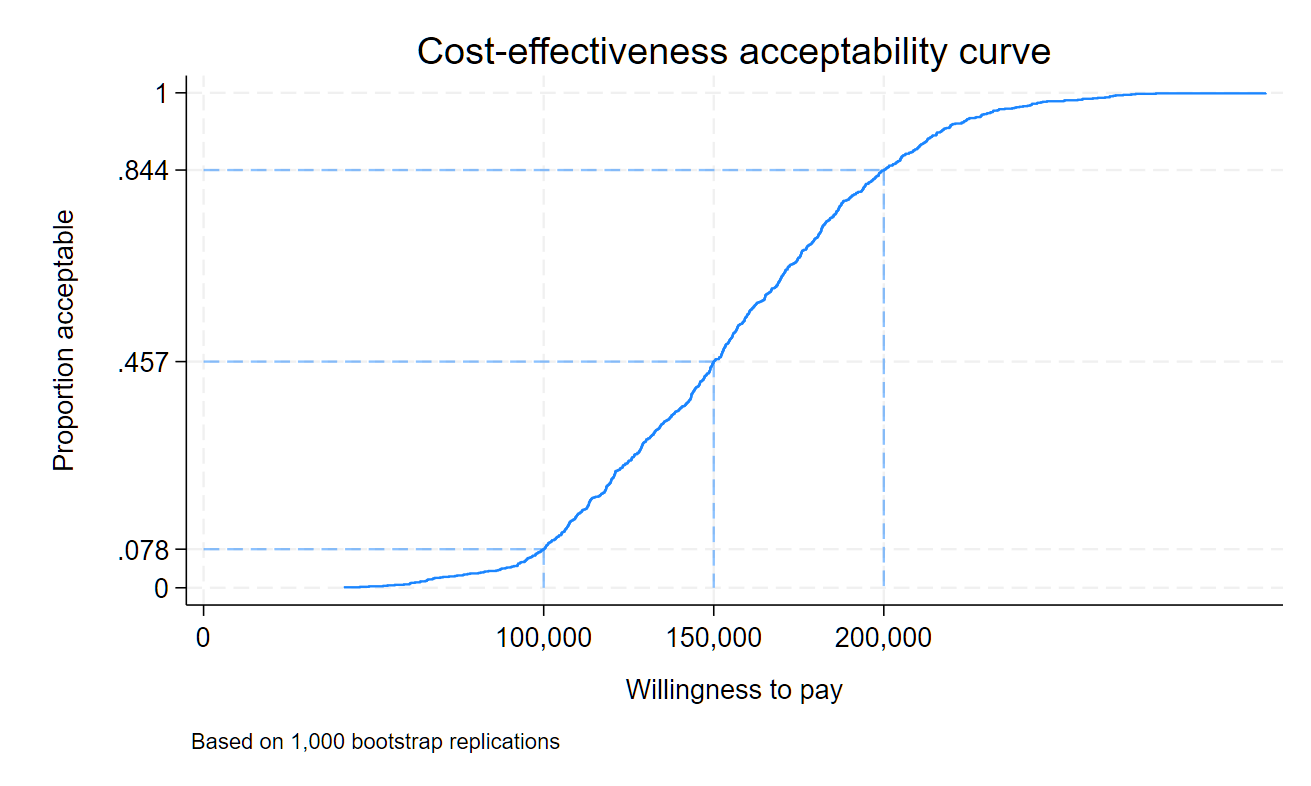 Cost-effectiveness acceptability curve
1
.844
.457
.078
0
Proportion acceptable
0 100,000 150,000 200,000
Willingness to pay
Based on 1,000 bootstrap replications